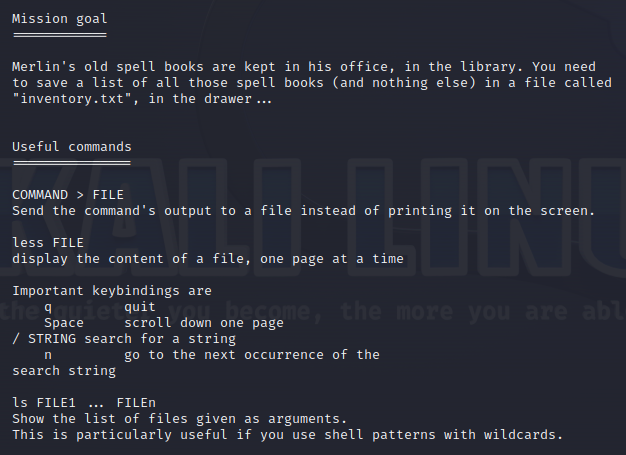 Mission goal
============
Merlin's old spell books are kept in his office, in the library. You need
to save a list of all those spell books (and nothing else) in a file called
"inventory.txt", in the drawer...
Useful commands
===============
COMMAND > FILE
Send the command's output to a file instead of printing it on the screen.
less FILE
display the content of a file, one page at a time
Important keybindings are
q quit
Space scroll down one page
/ STRING search for a string
n go to the next occurrence of the
search string
ls FILE1 ... FILEn
Show the list of files given as arguments.
This is particularly useful if you use shell patterns with wildcards.
KALI LINU
the quiet you become, the more you are abl